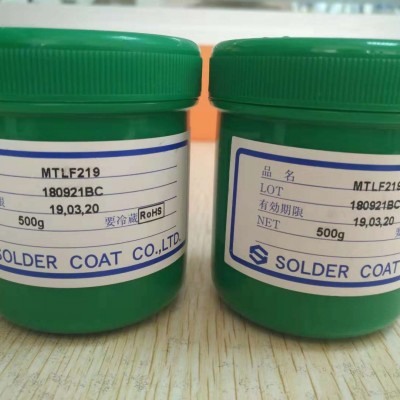 MTLF219
180921BC
限 19,03,20
500g 要冷蔵 RoHS
SOLDER COAT CO.,LTD.
品 名 MTLF219
LOT 180921BC
有効期限 19,03,20
NET 500g
SOLDER COAT